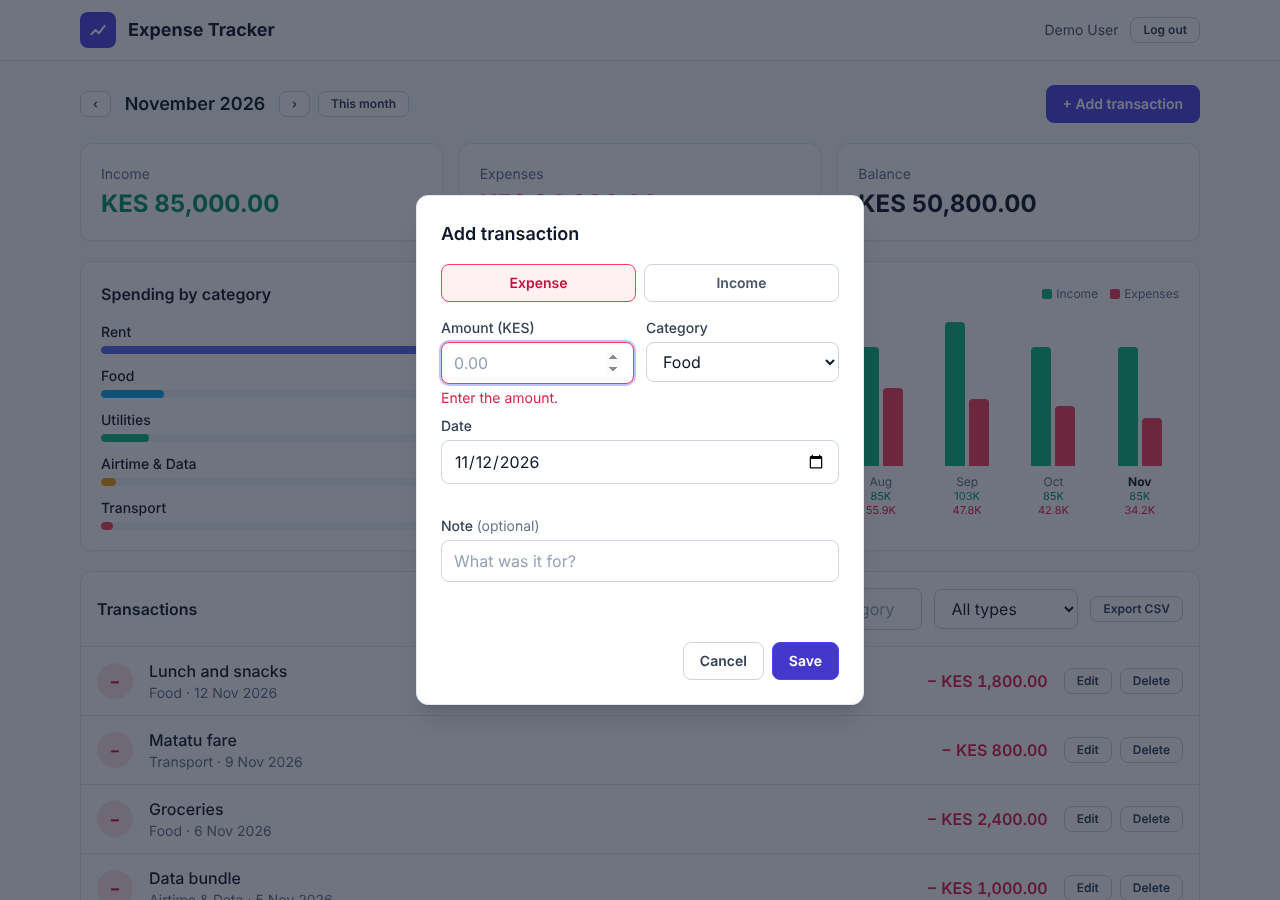 Expense Tracker
Demo User
Log out
‹
November 2026
›
This month
+ Add transaction
Income
KES 85,000.00
Expenses
Balance
KES 50,800.00
Add transaction
Expense
Income
Amount (KES)
Category
0.00
Food
Enter the amount.
Date
11/12/2026
Note (optional)
What was it for?
Cancel
Save
Spending by category
Rent
Food
Utilities
Airtime & Data
Transport
Income
Expenses
Aug
85K
55.9K
Sep
103K
47.8K
Oct
85K
42.8K
Nov
85K
34.2K
Transactions
All types
Export CSV
Lunch and snacks
Food · 12 Nov 2026
− KES 1,800.00
Edit
Delete
Matatu fare
Transport · 9 Nov 2026
− KES 800.00
Edit
Delete
Groceries
Food · 6 Nov 2026
− KES 2,400.00
Edit
Delete
Data bundle
Airtime & Data · 5 Nov 2026
− KES 1,000.00
Edit
Delete